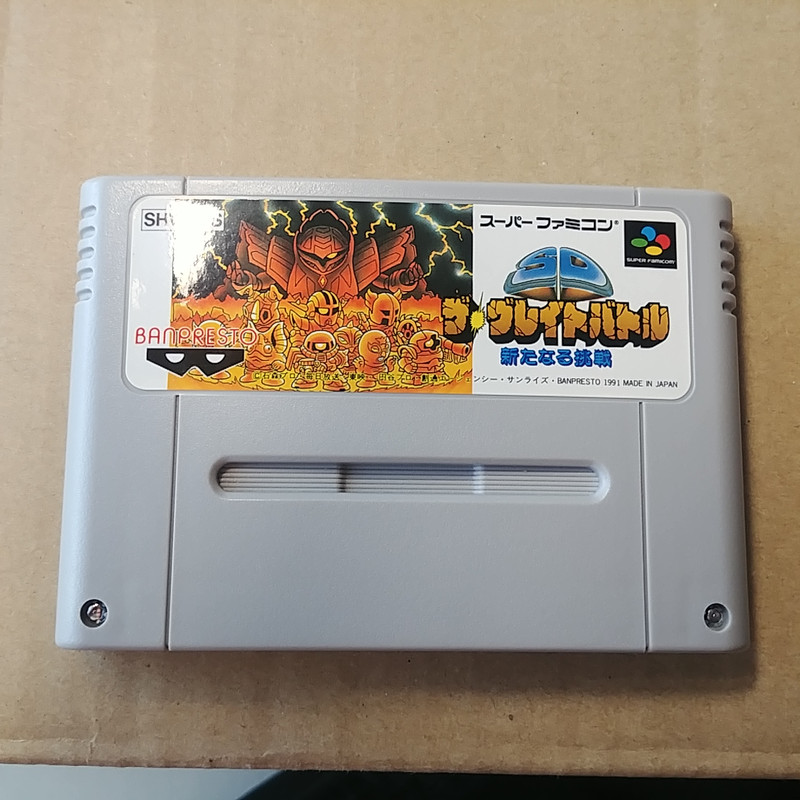 スーパーファミコン®
SUPER FAMICOM
SD
ザ・グレイトバトル
新たなる挑戦
BANPRESTO
サンライズ・BANPRESTO 1991 MADE IN JAPAN